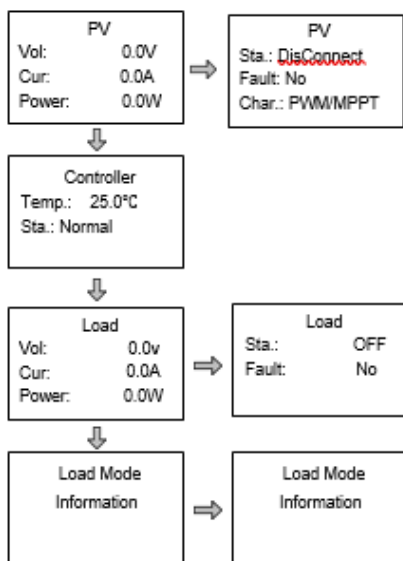 PV
Vol: 0.0V
Cur: 0.0A
Power: 0.0W
PV
Sta.: DisConnect
Fault: No
Char.: PWM/MPPT
Controller
Temp.: 25.0℃
Sta.: Normal
Load
Vol: 0.0v
Cur: 0.0A
Power: 0.0W
Load
Sta.: OFF
Fault: No
Load Mode
Information
Load Mode
Information